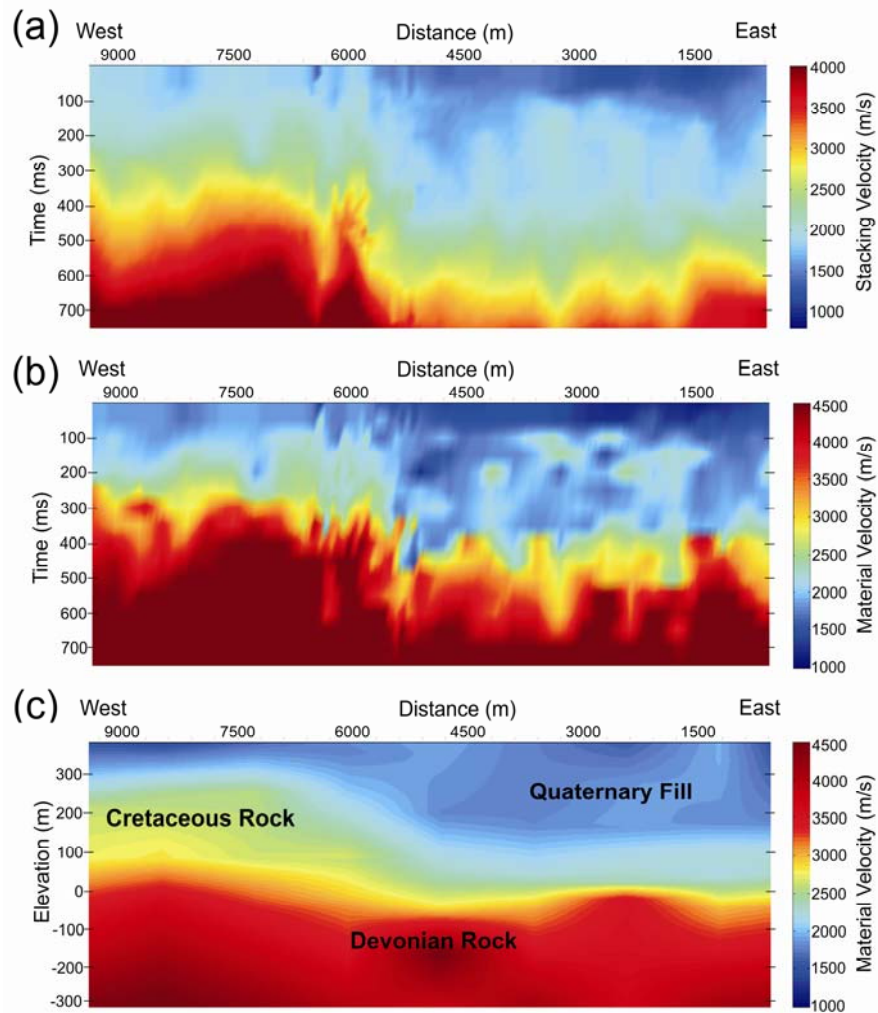 (a)
West Distance (m) East
9000 7500 6000 4500 3000 1500
100
200
300
400
500
600
700
Time (ms)
4000
3500
3000
2500
2000
1500
1000
Stacking Velocity (m/s)
(b)
West Distance (m) East
9000 7500 6000 4500 3000 1500
100
200
300
400
500
600
700
Time (ms)
4500
4000
3500
3000
2500
2000
1500
1000
Material Velocity (m/s)
(c)
West Distance (m) East
9000 7500 6000 4500 3000 1500
300
200
100
0
-100
-200
-300
Elevation (m)
Quaternary Fill
Cretaceous Rock
Devonian Rock
4500
4000
3500
3000
2500
2000
1500
1000
Material Velocity (m/s)